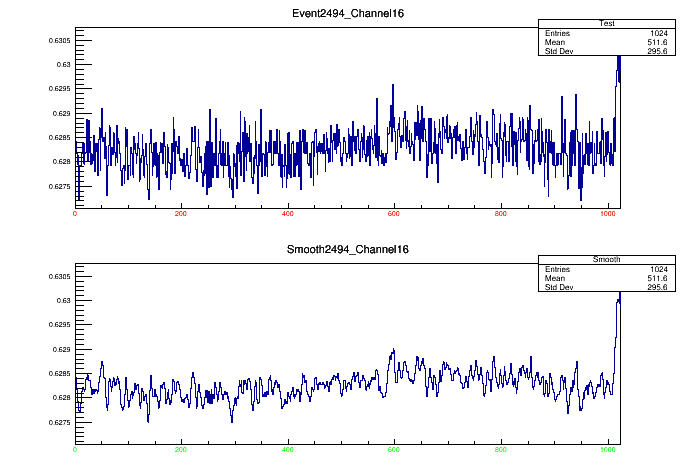 Event2494_Channel16
Test
Entries 1024
Mean 511.6
Std Dev 295.6
0.6305
0.63
0.6295
0.629
0.6285
0.628
0.6275
0 200 400 600 800 1000
Smooth2494_Channel16
Smooth
Entries 1024
Mean 511.6
Std Dev 295.6
0.6305
0.63
0.6295
0.629
0.6285
0.628
0.6275
0 200 400 600 800 1000